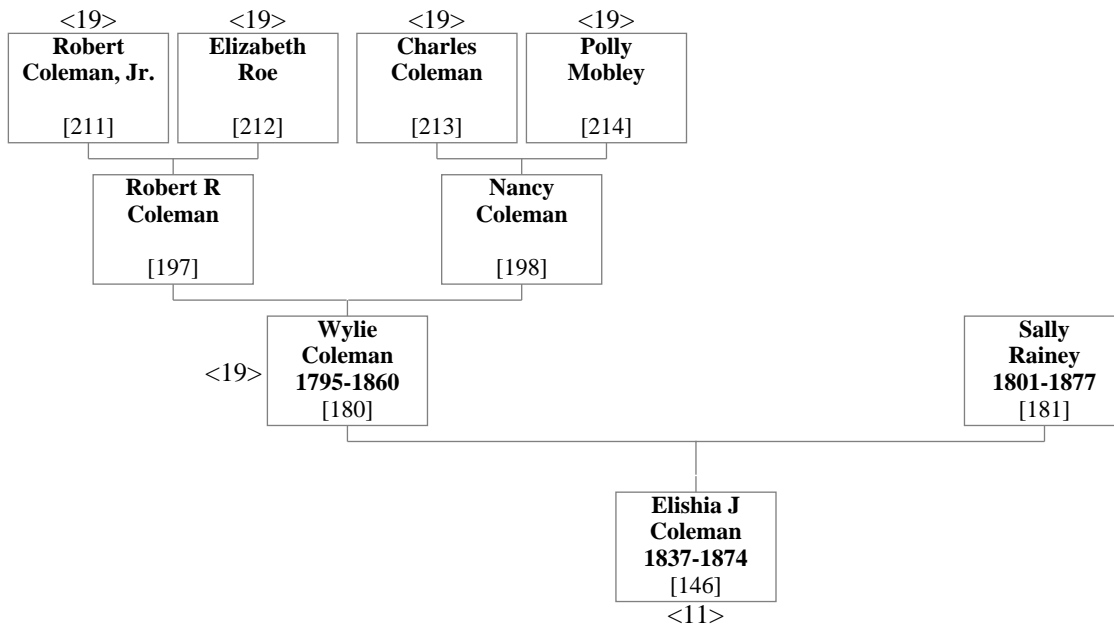 <19>
Robert
Coleman, Jr.
[211]
<19>
Elizabeth
Roe
[212]
<19>
Charles
Coleman
[213]
<19>
Polly
Mobley
[214]
Robert R
Coleman
[197]
Nancy
Coleman
[198]
<19>
Wylie
Coleman
1795-1860
[180]
Sally
Rainey
1801-1877
[181]
Elishia J
Coleman
1837-1874
[146]
<11>